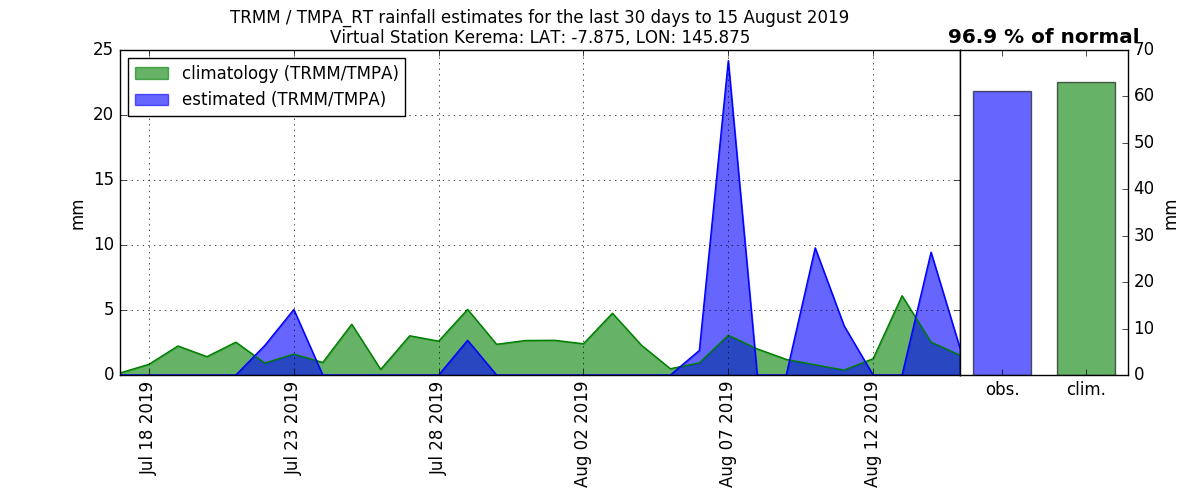 TRMM / TMPA_RT rainfall estimates for the last 30 days to 15 August 2019
Virtual Station Kerema: LAT: -7.875, LON: 145.875
96.9 % of normal
climatology (TRMM/TMPA)
estimated (TRMM/TMPA)
25
20
15
10
5
0
mm
Jul 18 2019
Jul 23 2019
Jul 28 2019
Aug 02 2019
Aug 07 2019
Aug 12 2019
obs.
clim.
70
60
50
40
30
20
10
0
mm